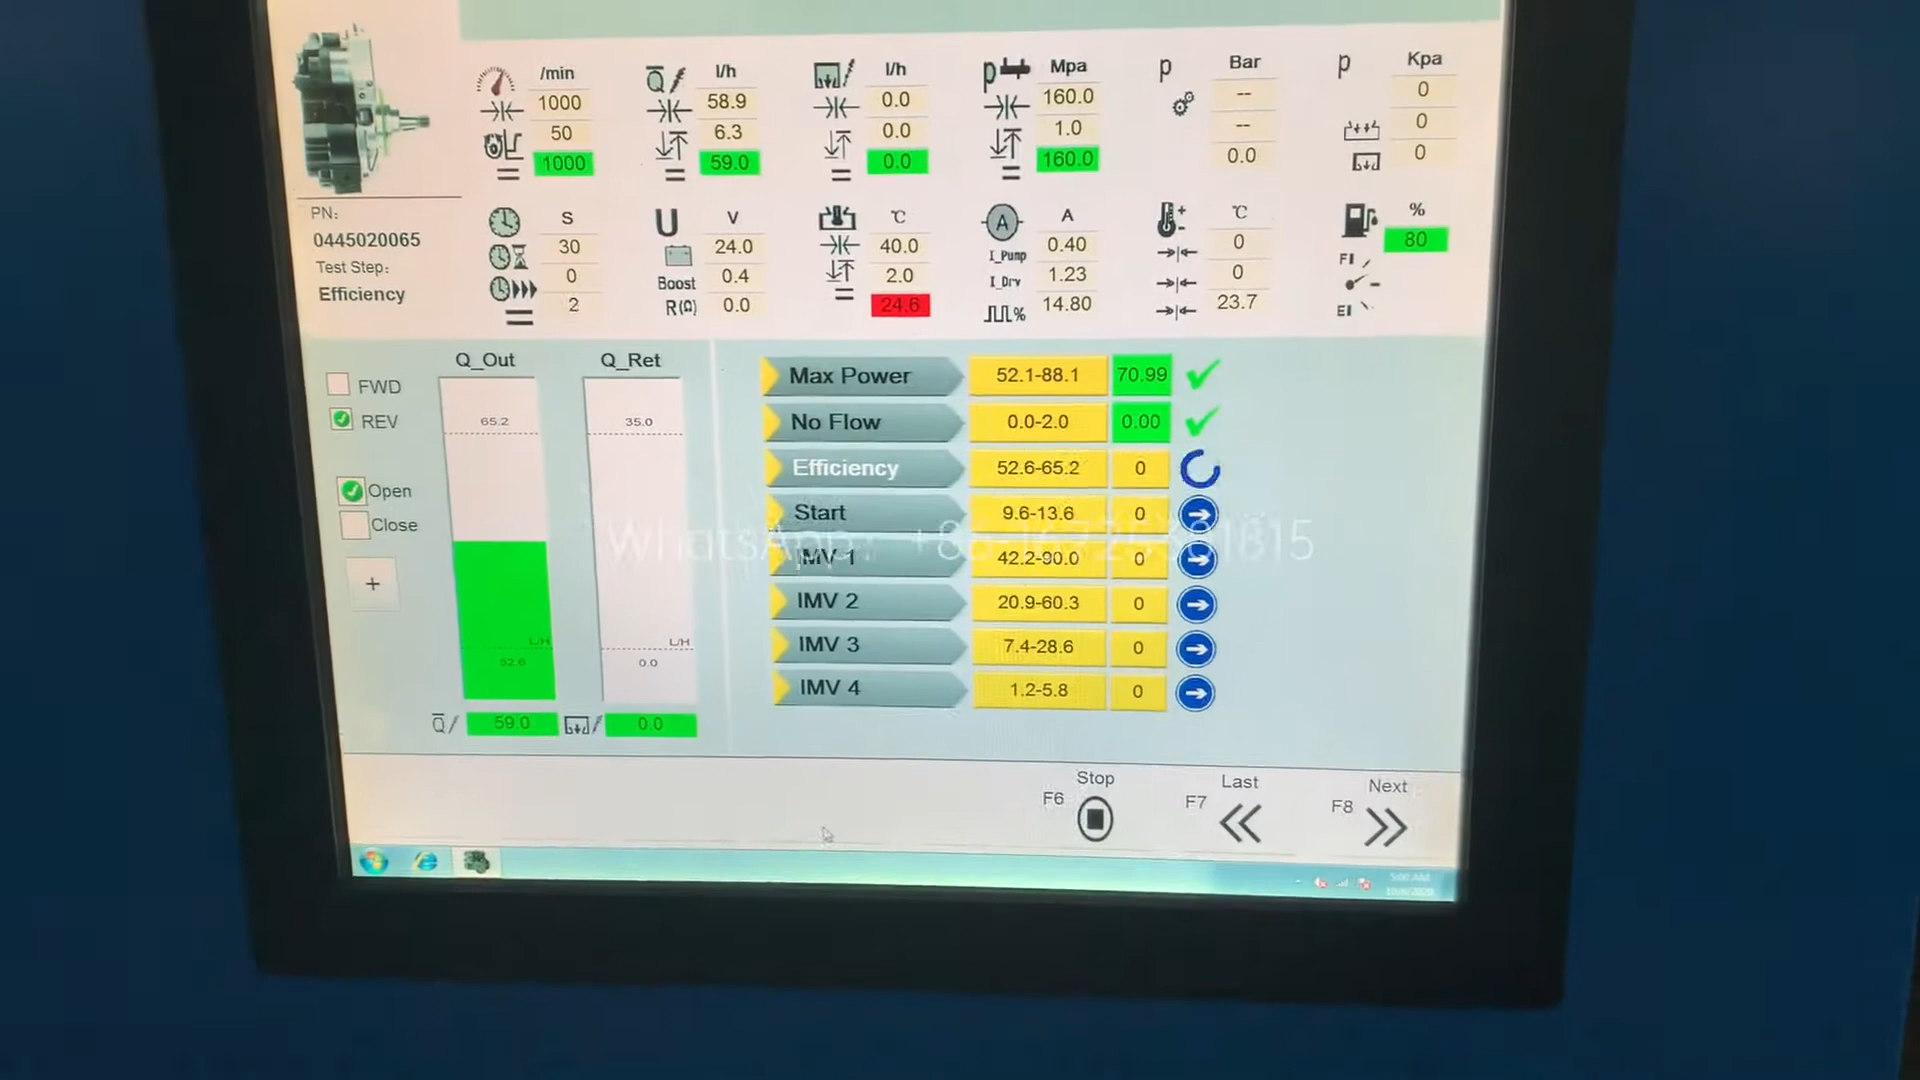 /min
1000
50
1000
l/h
58.9
6.3
59.0
l/h
0.0
0.0
0.0
p
Mpa
160.0
1.0
160.0
p
Bar
--
--
0.0
p
Kpa
0
0
0
PN:
0445020065
Test Step:
Efficiency
S
30
0
2
U
V
24.0
Boost
0.4
R(Ω)
0.0
℃
40.0
2.0
24.6
A
A
I_Pump
0.40
I_Drv
1.23
%
14.80
℃
0
0
23.7
%
80
F
E
FWD
REV
Open
Close
+
Q_Out
65.2
L/H
52.6
Q
59.0
Q_Ret
35.0
L/H
0.0
0.0
Max Power 52.1-88.1 70.99
No Flow 0.0-2.0 0.00
Efficiency 52.6-65.2 0
Start 9.6-13.6 0
IMV 1 42.2-90.0 0
IMV 2 20.9-60.3 0
IMV 3 7.4-28.6 0
IMV 4 1.2-5.8 0
F6 Stop
F7 Last
F8 Next
5:00 AM